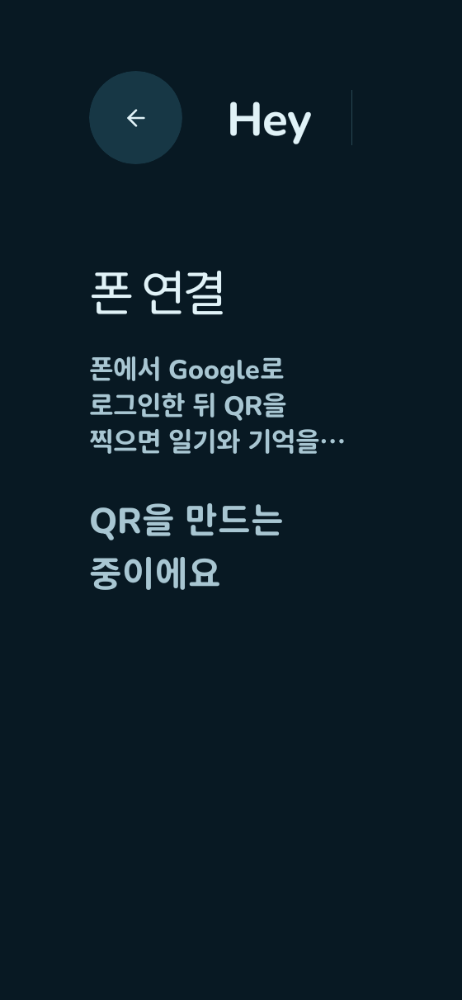 Hey
폰 연결
폰에서 Google로
로그인한 뒤 QR을
찍으면 일기와 기억을…
QR을 만드는
중이에요